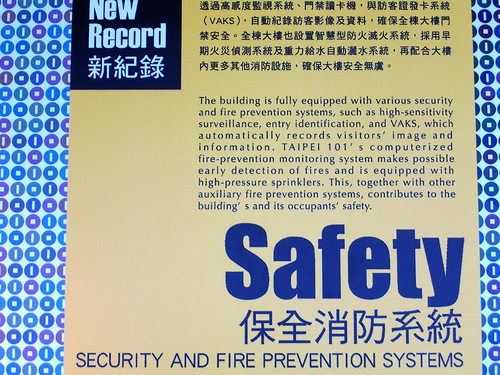 New
Record
新紀錄
透過高感度監視系統、門禁讀卡機，與訪客證發卡系統
（VAKS），自動紀錄訪客影像及資料，確保全棟大樓門
禁安全。全棟大樓也設置智慧型防火滅火系統，採用早
期火災偵測系統及重力給水自動灑水系統，再配合大樓
內更多其他消防設施，確保大樓安全無虞。
The building is fully equipped with various security
and fire prevention systems, such as high-sensitivity
surveillance, entry identification, and VAKS, which
automatically records visitors' image and
information. TAIPEI 101' s computerized
fire-prevention monitoring system makes possible
early detection of fires and is equipped with
high-pressure sprinklers. This, together with other
auxiliary fire prevention systems, contributes to the
building' s and its occupants' safety.
Safety
保全消防系統
SECURITY AND FIRE PREVENTION SYSTEMS